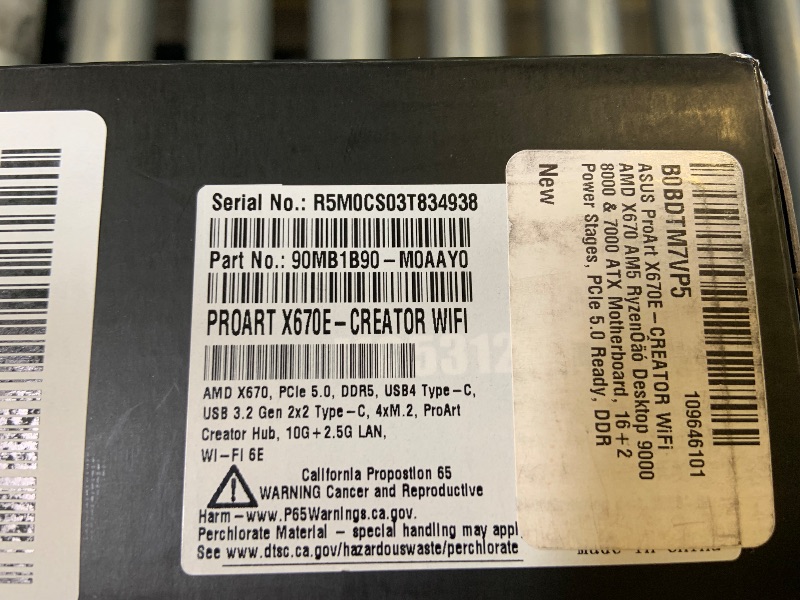 Serial No.: R5M0CS03T834938
Part No.: 90MB1B90-M0AAY0
PROART X670E-CREATOR WIFI
AMD X670, PCIe 5.0, DDR5, USB4 Type-C,
USB 3.2 Gen 2x2 Type-C, 4xM.2, ProArt
Creator Hub, 10G+2.5G LAN,
WI-FI 6E
California Propostion 65
WARNING Cancer and Reproductive
Harm-www.P65Warnings.ca.gov.
Perchlorate Material - special handling may appl
See www.dtsc.ca.gov/hazardouswaste/perchlorate
109646101
B0BDTM7VP5
ASUS ProArt X670E-CREATOR WiFi
AMD X670 AM5 RyzenÖäô Desktop 9000
8000 & 7000 ATX Motherboard, 16+2
Power Stages, PCIe 5.0 Ready, DDR
New